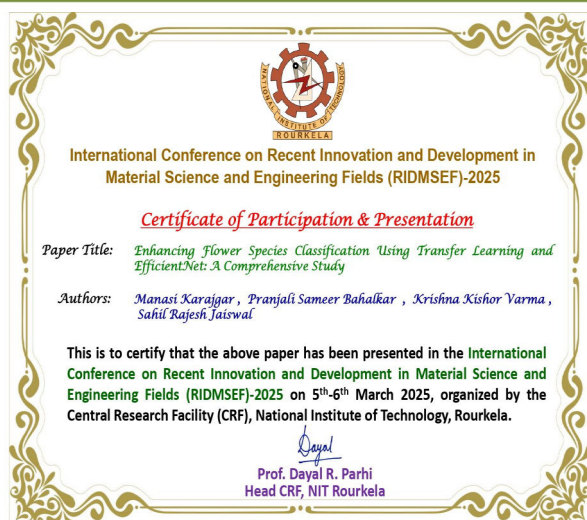 NATIONAL INSTITUTE OF TECHNOLOGY
ROURKELA
International Conference on Recent Innovation and Development in
Material Science and Engineering Fields (RIDMSEF)-2025
Certificate of Participation & Presentation
Paper Title: Enhancing Flower Species Classification Using Transfer Learning and
EfficientNet: A Comprehensive Study
Authors: Manasi Karajgar , Pranjali Sameer Bahalkar , Krishna Kishor Varma ,
Sahil Rajesh Jaiswal
This is to certify that the above paper has been presented in the International
Conference on Recent Innovation and Development in Material Science and
Engineering Fields (RIDMSEF)-2025 on 5th-6th March 2025, organized by the
Central Research Facility (CRF), National Institute of Technology, Rourkela.
Dayal
Prof. Dayal R. Parhi
Head CRF, NIT Rourkela